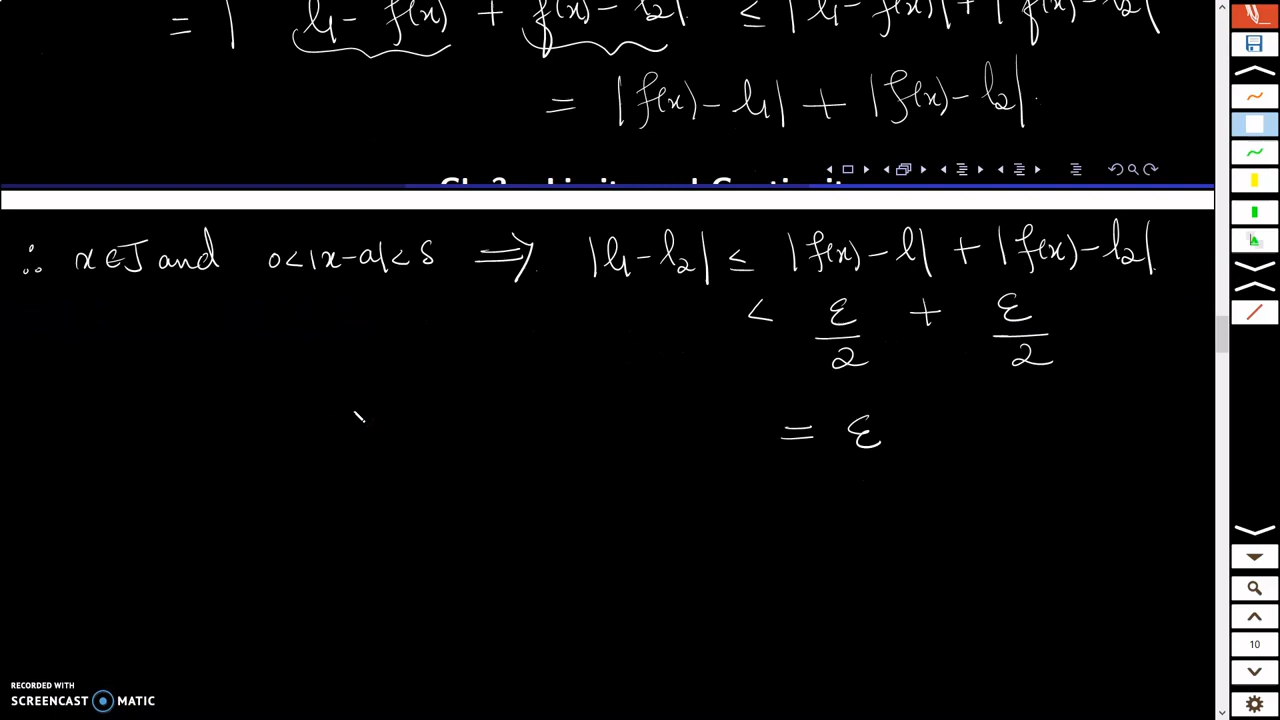 = | l₁ - f(x) + f(x) - l₂ | ≤ | l₁ - f(x) | + | f(x) - l₂ |
= | f(x) - l₁ | + | f(x) - l₂ |.
∴ x ∈ J and 0 < |x - a| < δ ⟹ | l₁ - l₂ | ≤ | f(x) - l | + | f(x) - l₂ |.
< ε/2 + ε/2
= ε
10
RECORDED WITH
SCREENCAST MATIC